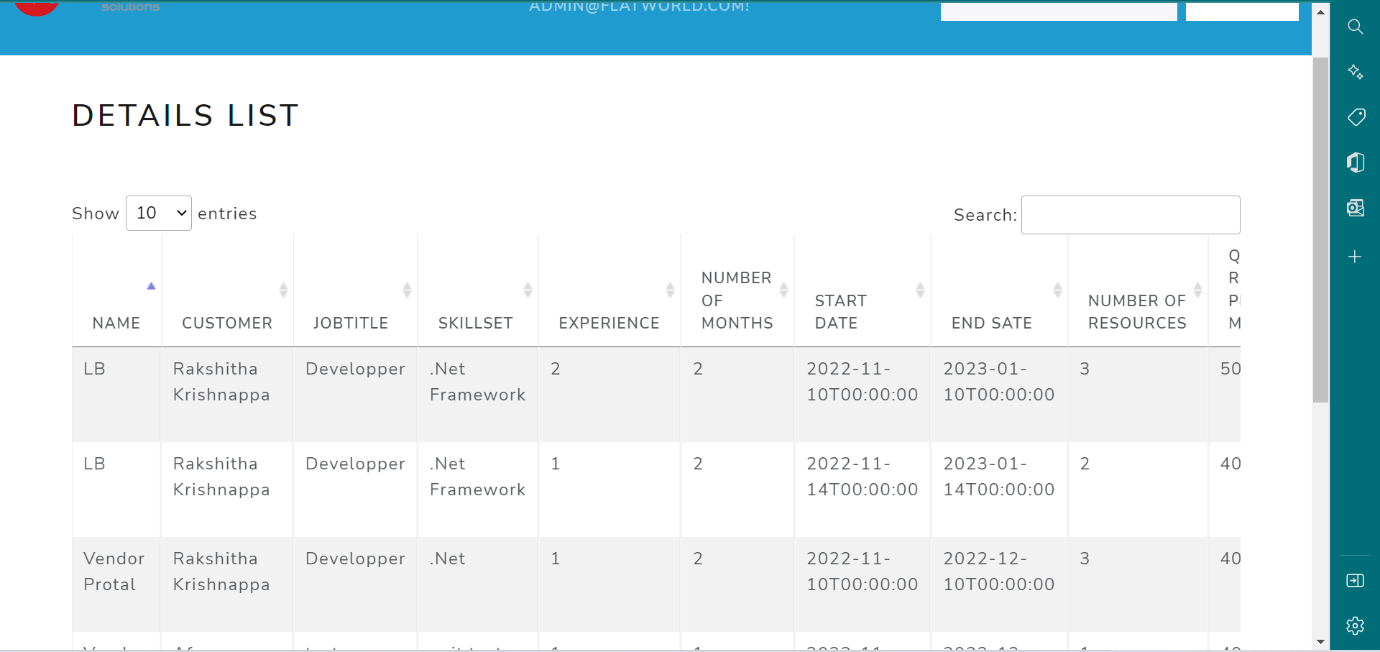 solutions
ADMIN@FLATWORLD.COM!
DETAILS LIST
Show 10 entries
Search:
NAME
CUSTOMER
JOBTITLE
SKILLSET
EXPERIENCE
NUMBER
OF
MONTHS
START
DATE
END SATE
NUMBER OF
RESOURCES
Q
R
M
LB
Rakshitha
Krishnappa
Developper
.Net
Framework
2
2
2022-11-
10T00:00:00
2023-01-
10T00:00:00
3
50
LB
Rakshitha
Krishnappa
Developper
.Net
Framework
1
2
2022-11-
14T00:00:00
2023-01-
14T00:00:00
2
40
Vendor
Protal
Rakshitha
Krishnappa
Developper
.Net
1
2
2022-11-
10T00:00:00
2022-12-
10T00:00:00
3
40